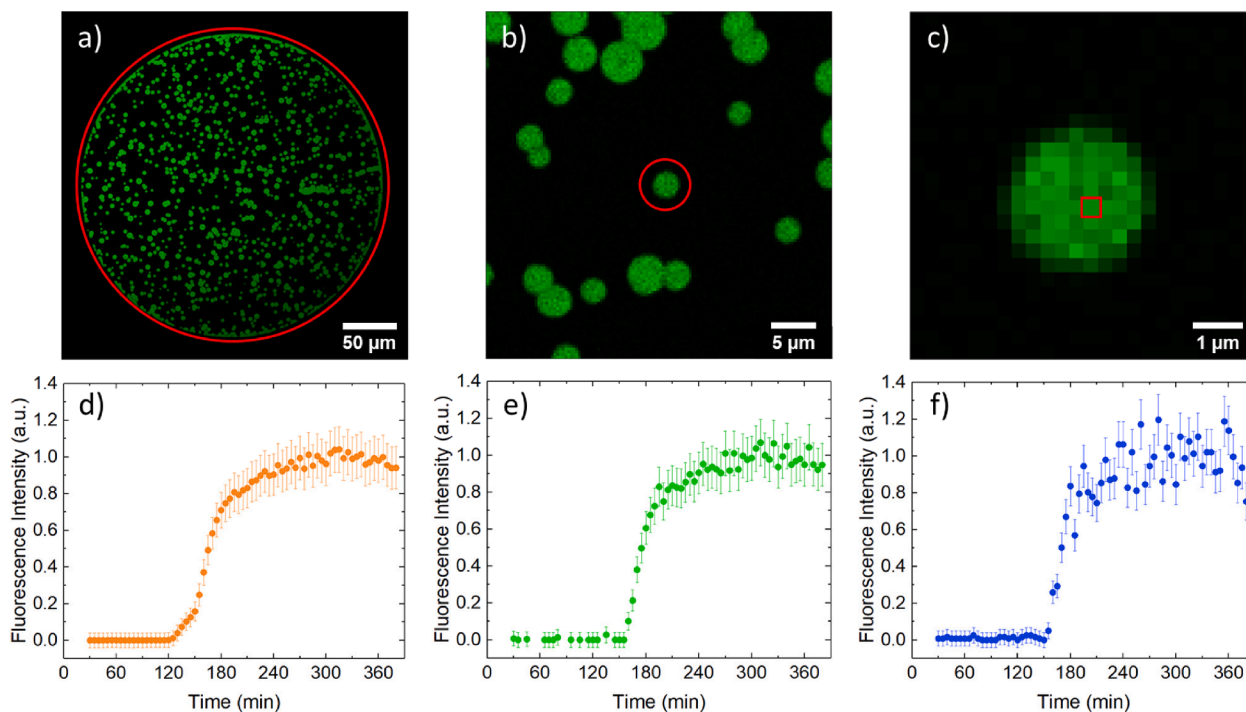 a)
50 μm
b)
5 μm
c)
1 μm
d)
Fluorescence Intensity (a.u.)
1.4
1.2
1.0
0.8
0.6
0.4
0.2
0.0
0 60 120 180 240 300 360
Time (min)
e)
Fluorescence Intensity (a.u.)
1.4
1.2
1.0
0.8
0.6
0.4
0.2
0.0
0 60 120 180 240 300 360
Time (min)
f)
Fluorescence Intensity (a.u.)
1.4
1.2
1.0
0.8
0.6
0.4
0.2
0.0
0 60 120 180 240 300 360
Time (min)